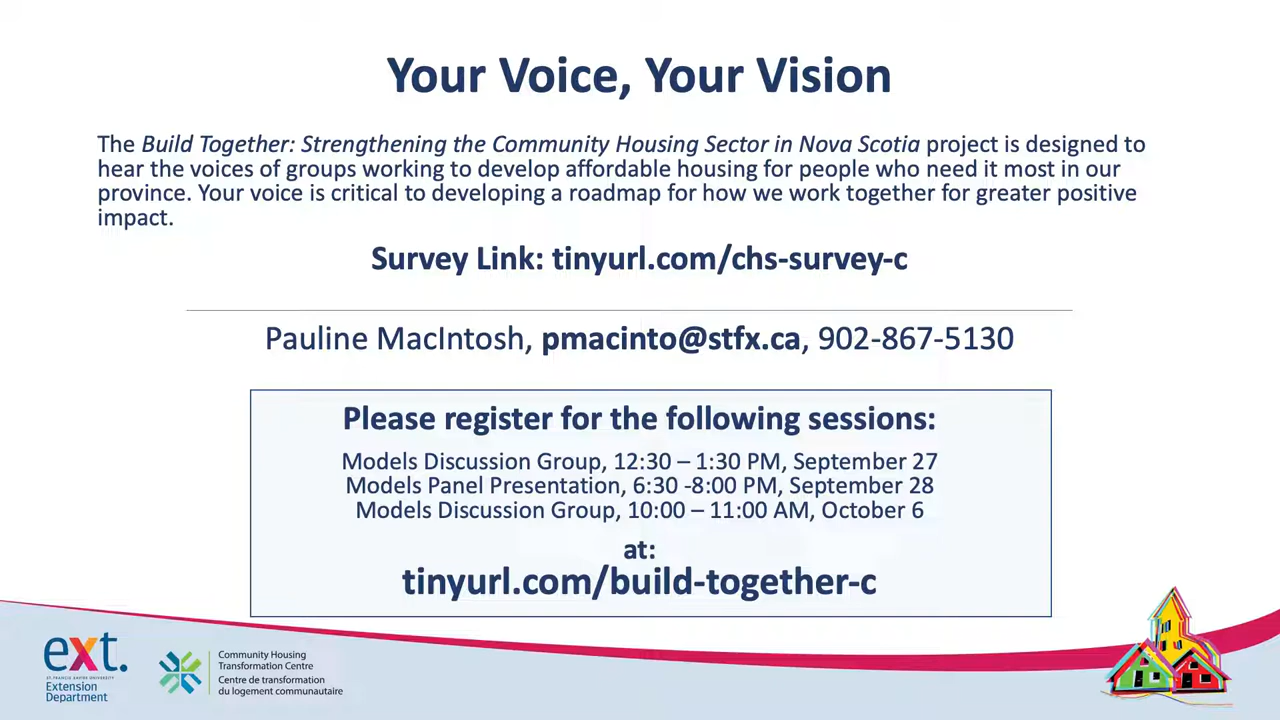 Your Voice, Your Vision
The Build Together: Strengthening the Community Housing Sector in Nova Scotia project is designed to
hear the voices of groups working to develop affordable housing for people who need it most in our
province. Your voice is critical to developing a roadmap for how we work together for greater positive
impact.
Survey Link: tinyurl.com/chs-survey-c
Pauline MacIntosh, pmacinto@stfx.ca, 902-867-5130
Please register for the following sessions:
Models Discussion Group, 12:30 – 1:30 PM, September 27
Models Panel Presentation, 6:30 -8:00 PM, September 28
Models Discussion Group, 10:00 – 11:00 AM, October 6
at:
tinyurl.com/build-together-c
ext.
ST. FRANCIS XAVIER UNIVERSITY
Extension
Department
Community Housing
Transformation Centre
Centre de transformation
du logement communautaire